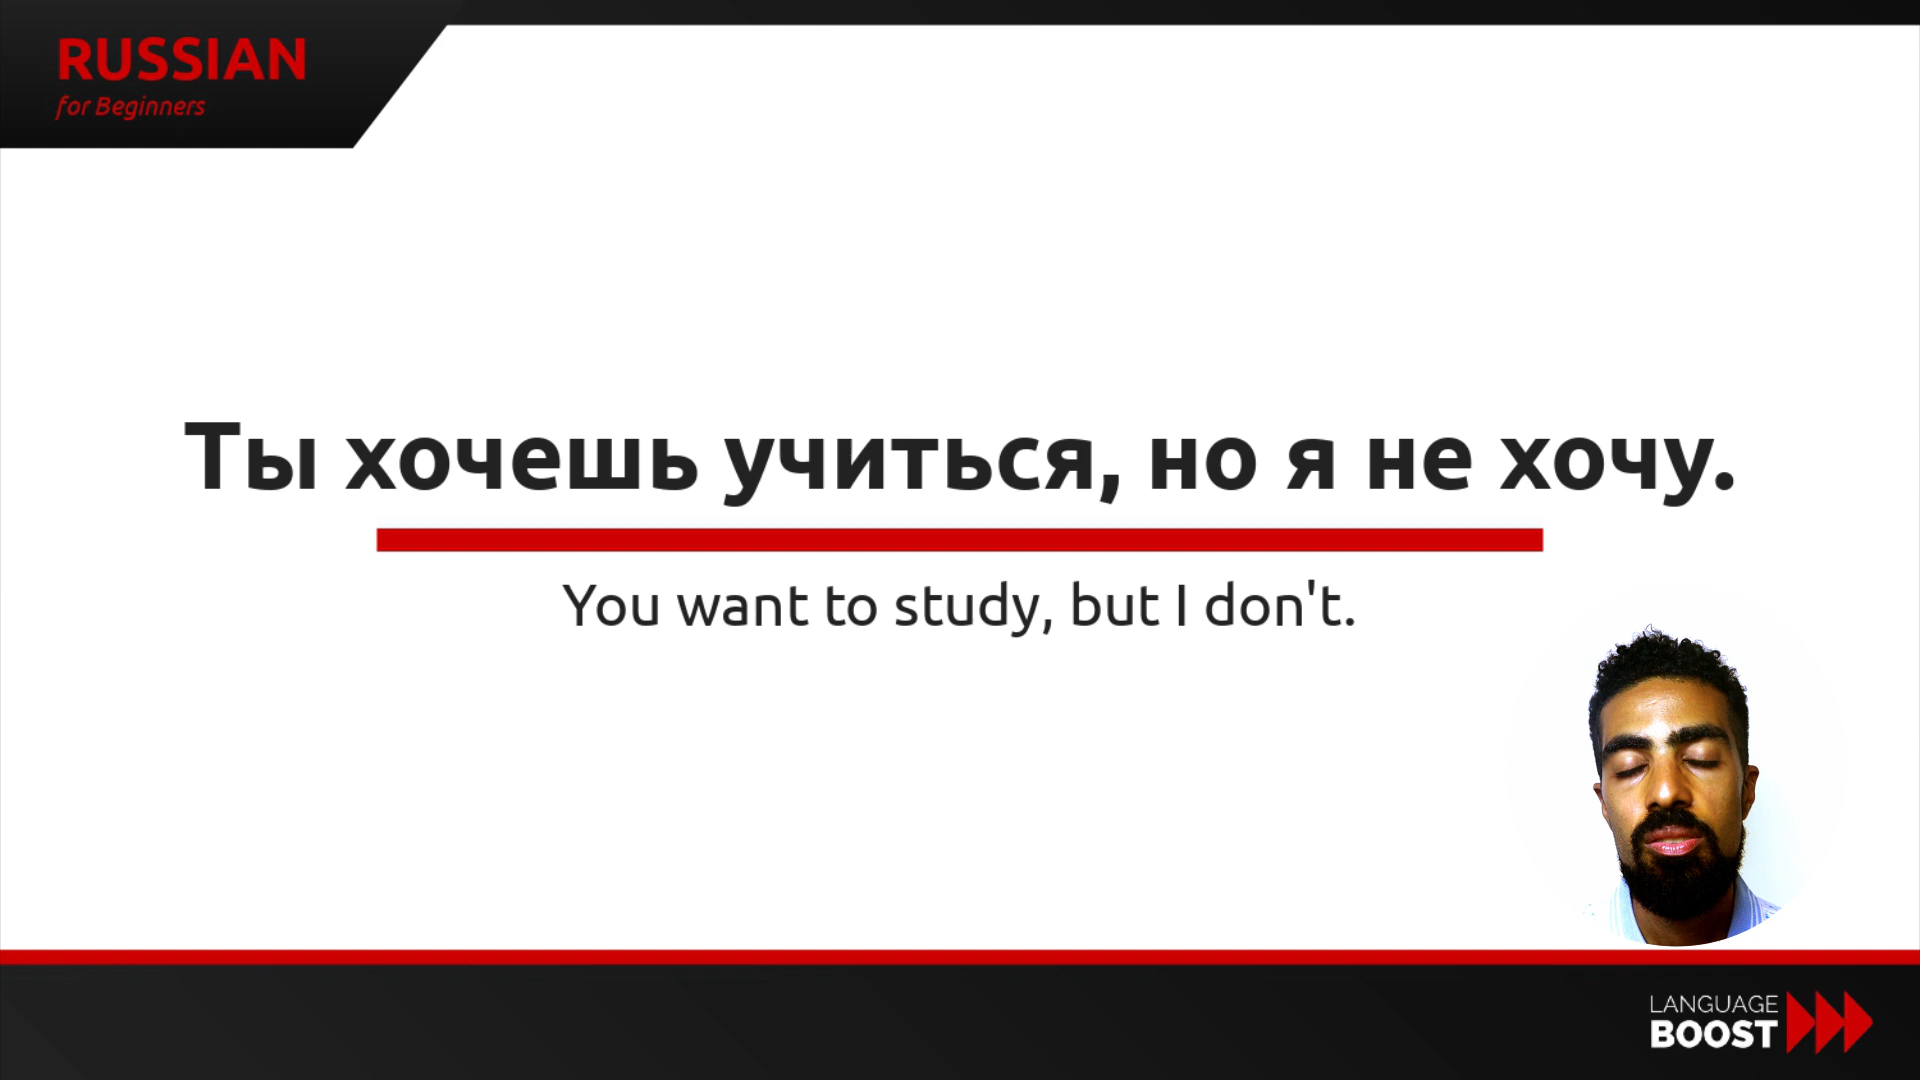 RUSSIAN
for Beginners
Ты хочешь учиться, но я не хочу.
You want to study, but I don't.
LANGUAGE
BOOST